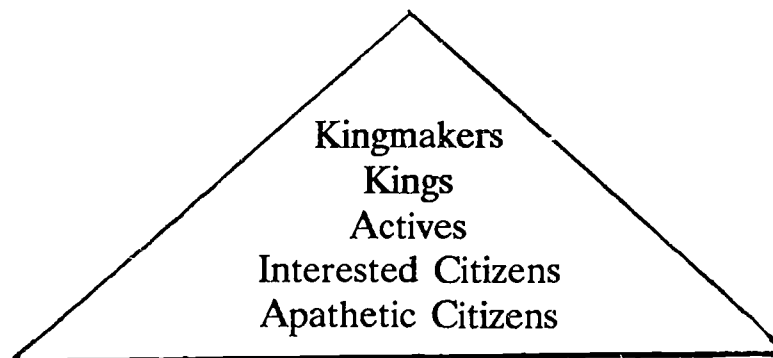 Kingmakers
Kings
Actives
Interested Citizens
Apathetic Citizens